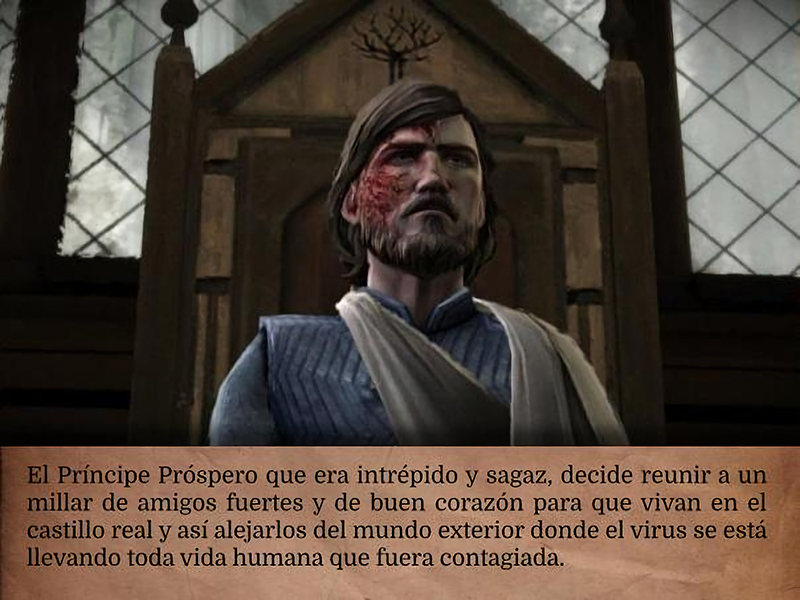 El Príncipe Próspero que era intrépido y sagaz, decide reunir a un
millar de amigos fuertes y de buen corazón para que vivan en el
castillo real y así alejarlos del mundo exterior donde el virus se está
llevando toda vida humana que fuera contagiada.